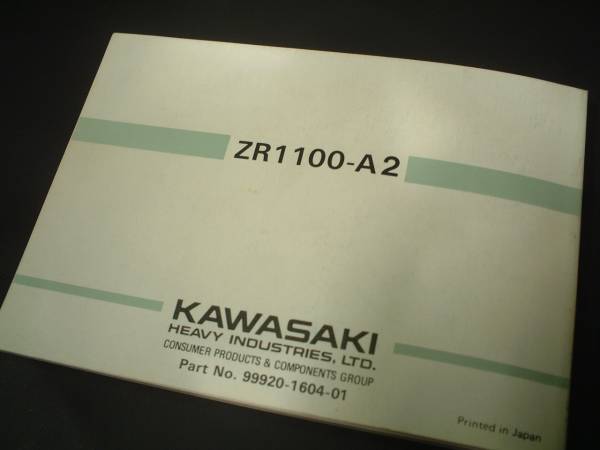 ZR1100-A2
KAWASAKI
HEAVY INDUSTRIES, LTD.
CONSUMER PRODUCTS & COMPONENTS GROUP
Part No. 99920-1604-01
Printed in Japan